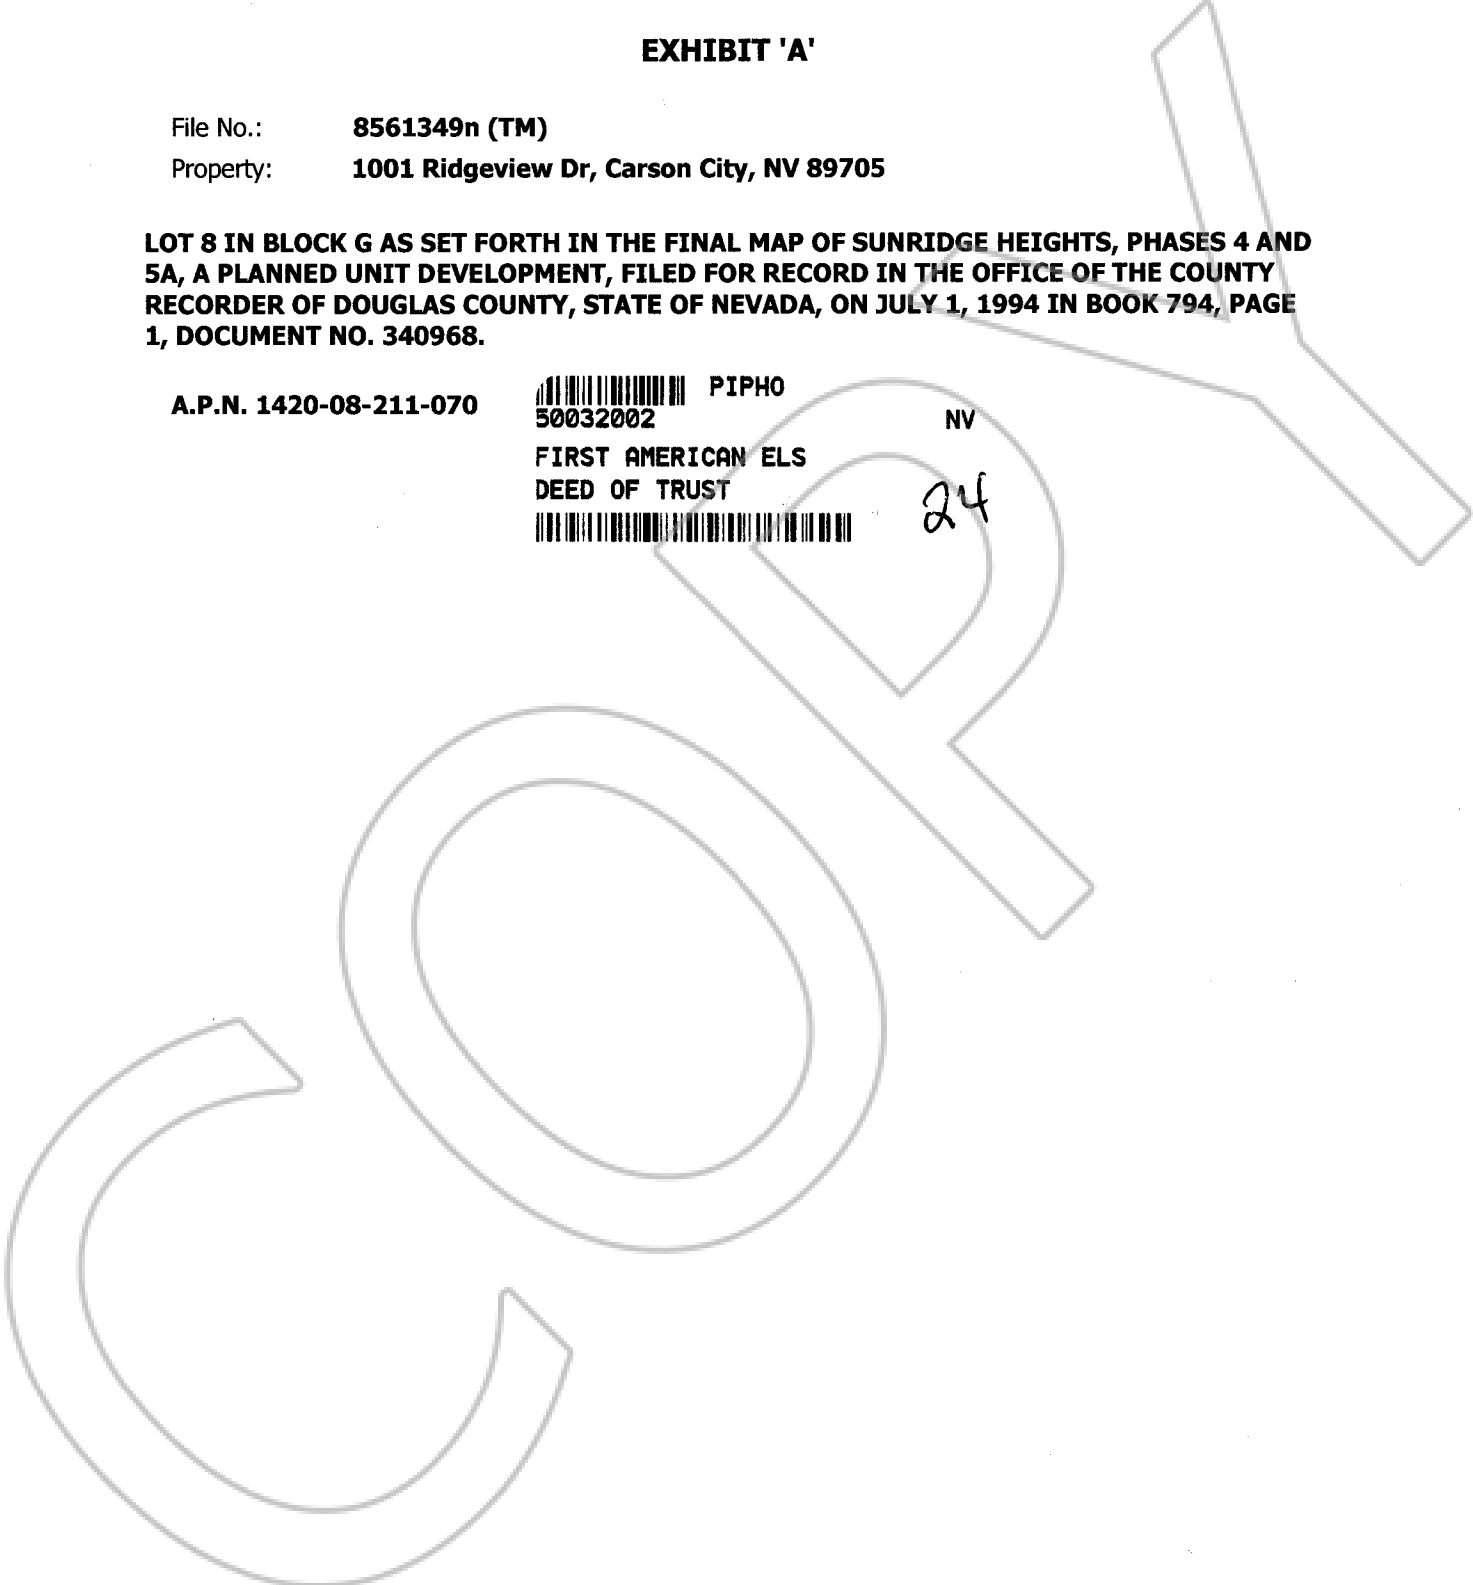 EXHIBIT 'A'
File No.: 8561349n (TM)
Property: 1001 Ridgeview Dr, Carson City, NV 89705
LOT 8 IN BLOCK G AS SET FORTH IN THE FINAL MAP OF SUNRIDGE HEIGHTS, PHASES 4 AND
5A, A PLANNED UNIT DEVELOPMENT, FILED FOR RECORD IN THE OFFICE OF THE COUNTY
RECORDER OF DOUGLAS COUNTY, STATE OF NEVADA, ON JULY 1, 1994 IN BOOK 794, PAGE
1, DOCUMENT NO. 340968.
A.P.N. 1420-08-211-070
PIPHO
50032002 NV
FIRST AMERICAN ELS
DEED OF TRUST
24
COPY